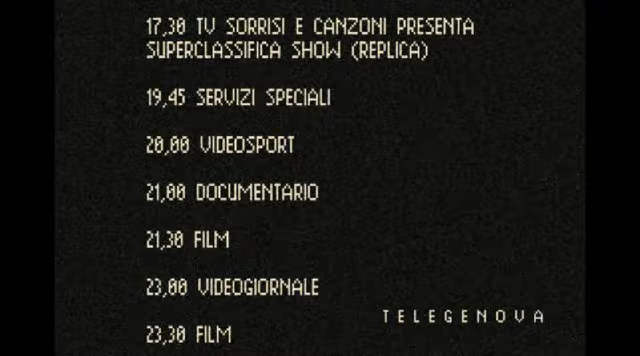 17,30 TV SORRISI E CANZONI PRESENTA
SUPERCLASSIFICA SHOW (REPLICA)
19,45 SERVIZI SPECIALI
20,00 VIDEOSPORT
21,00 DOCUMENTARIO
21,30 FILM
23,00 VIDEOGIORNALE
TELEGENOVA
23,30 FILM